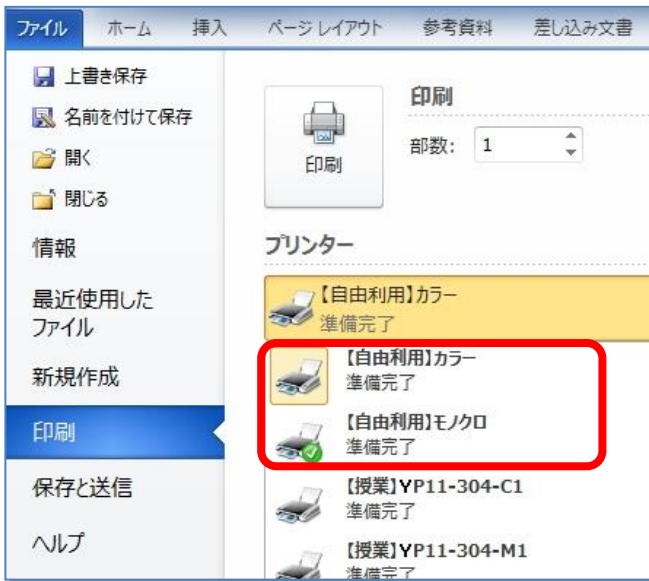 ファイル ホーム 挿入 ページ レイアウト 参考資料 差し込み文書
上書き保存
名前を付けて保存
開く
閉じる
情報
最近使用した
ファイル
新規作成
印刷
保存と送信
ヘルプ
印刷
印刷
部数: 1
プリンター
【自由利用】カラー
準備完了
【自由利用】カラー
準備完了
【自由利用】モノクロ
準備完了
【授業】YP11-304-C1
準備完了
【授業】YP11-304-M1
準備完了